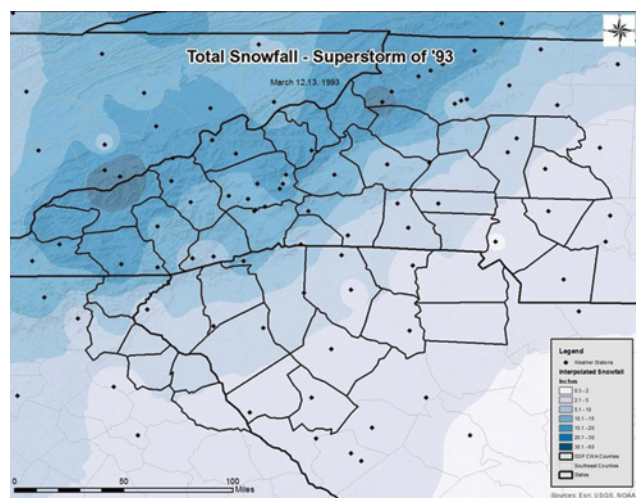 Total Snowfall - Superstorm of '93
March 12,13, 1993
Legend
Weather Stations
Interpolated Snowfall
Inches
0.3 - 2
2.1 - 5
5.1 - 10
10.1 - 15
15.1 - 20
20.1 - 30
30.1 - 60
GSP CWA Counties
Southeast Counties
States
0
50
100
Miles
Sources: Esri, USGS, NOAA